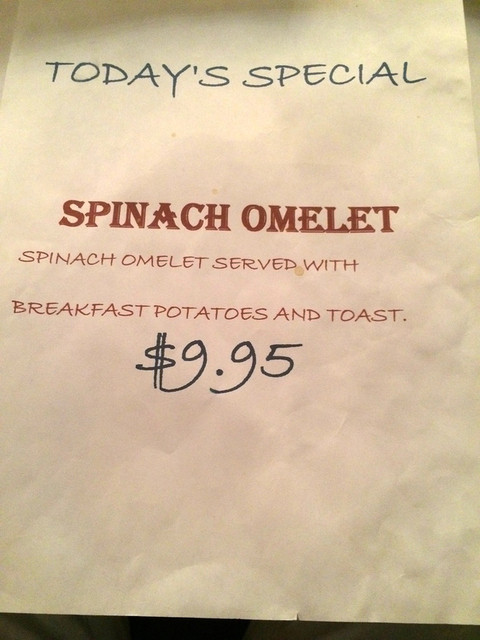 TODAY'S SPECIAL
SPINACH OMELET
SPINACH OMELET SERVED WITH
BREAKFAST POTATOES AND TOAST.
$9.95